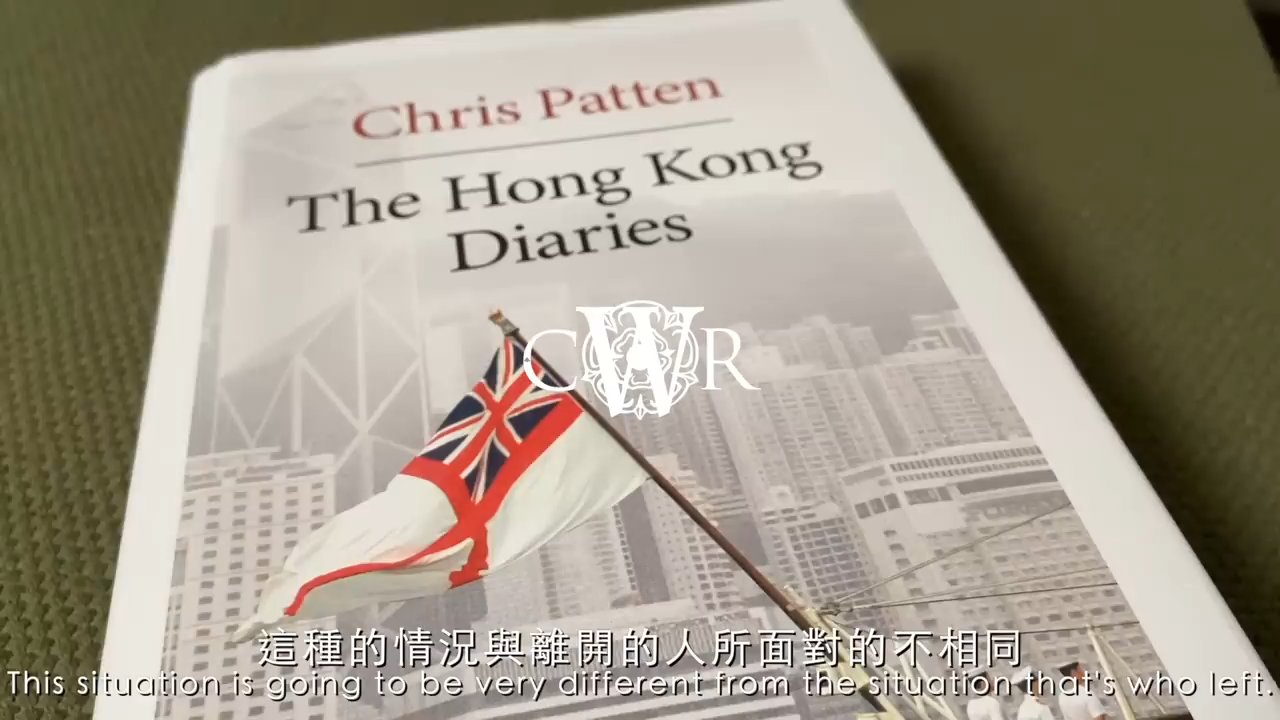 Chris Patten
The Hong Kong
Diaries
CWR
這種的情況與離開的人所面對的不相同
This situation is going to be very different from the situation that's who left.